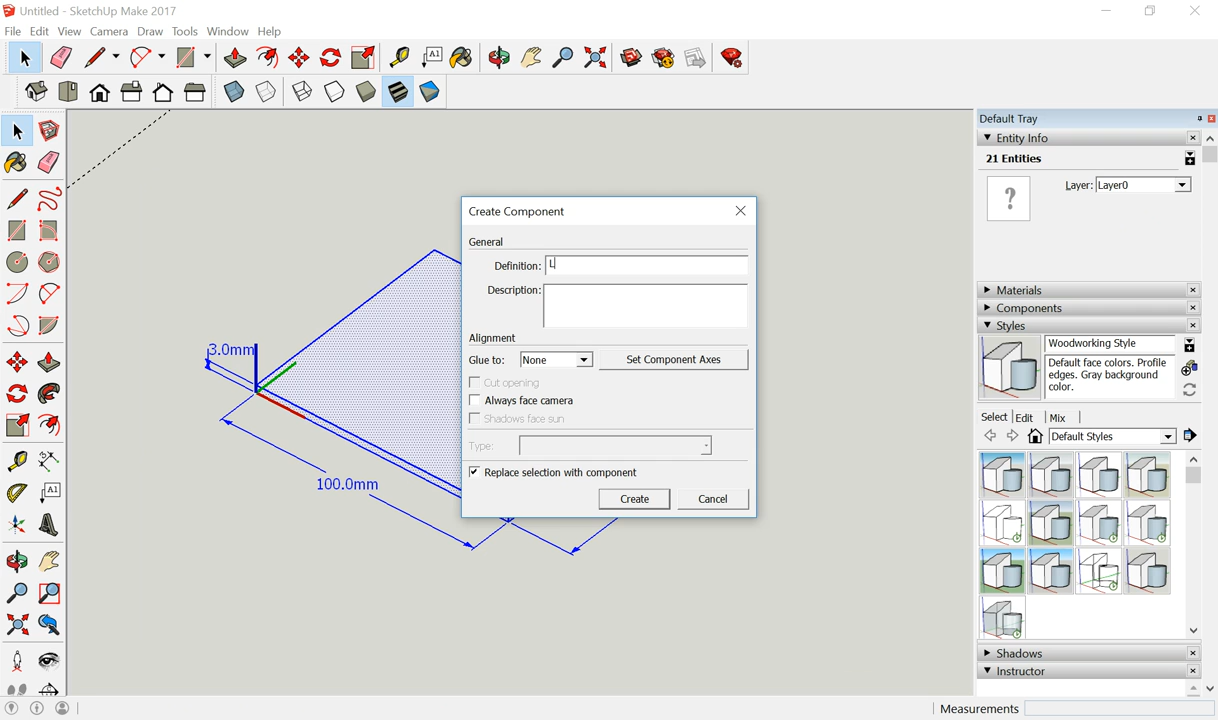 Untitled - SketchUp Make 2017
File Edit View Camera Draw Tools Window Help
A1
Default Tray
Entity Info
21 Entities
?
Layer: Layer0
Create Component
General
Definition: L
Description:
Alignment
Glue to: None Set Component Axes
Cut opening
Always face camera
Shadows face sun
Type:
Replace selection with component
Create Cancel
3.0mm
100.0mm
Materials
Components
Styles
Woodworking Style
Default face colors. Profile
edges. Gray background
color.
Select Edit Mix
Default Styles
A1
Shadows
Instructor
Measurements